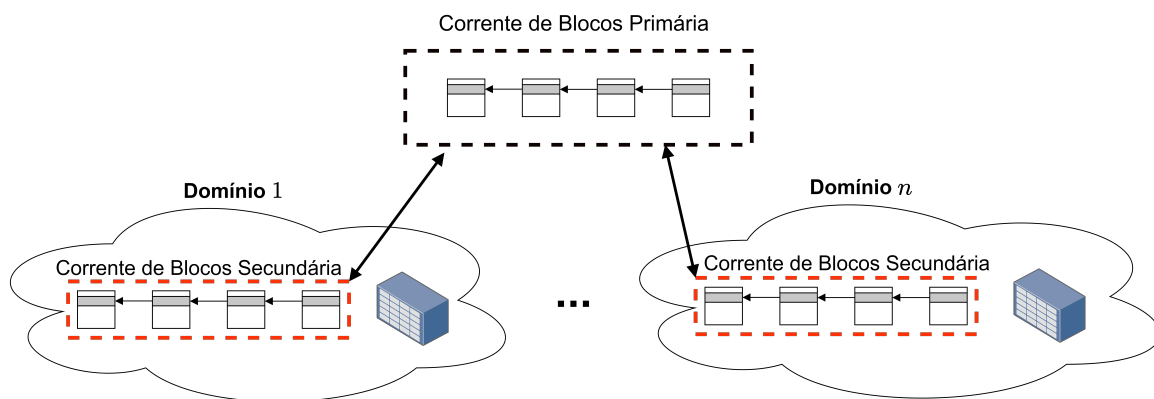 Corrente de Blocos Primária
Domínio 1
Domínio n
Corrente de Blocos Secundária
Corrente de Blocos Secundária
...